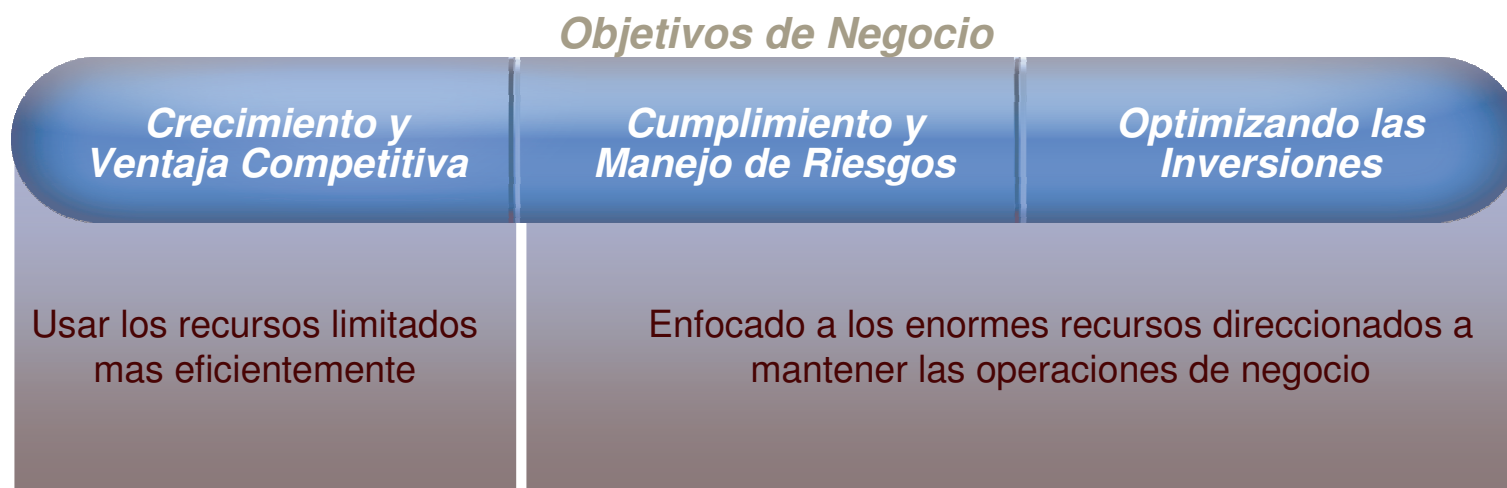 Objetivos de Negocio
Crecimiento y
Ventaja Competitiva
Cumplimiento y
Manejo de Riesgos
Optimizando las
Inversiones
Usar los recursos limitados
mas eficientemente
Enfocado a los enormes recursos direccionados a
mantener las operaciones de negocio